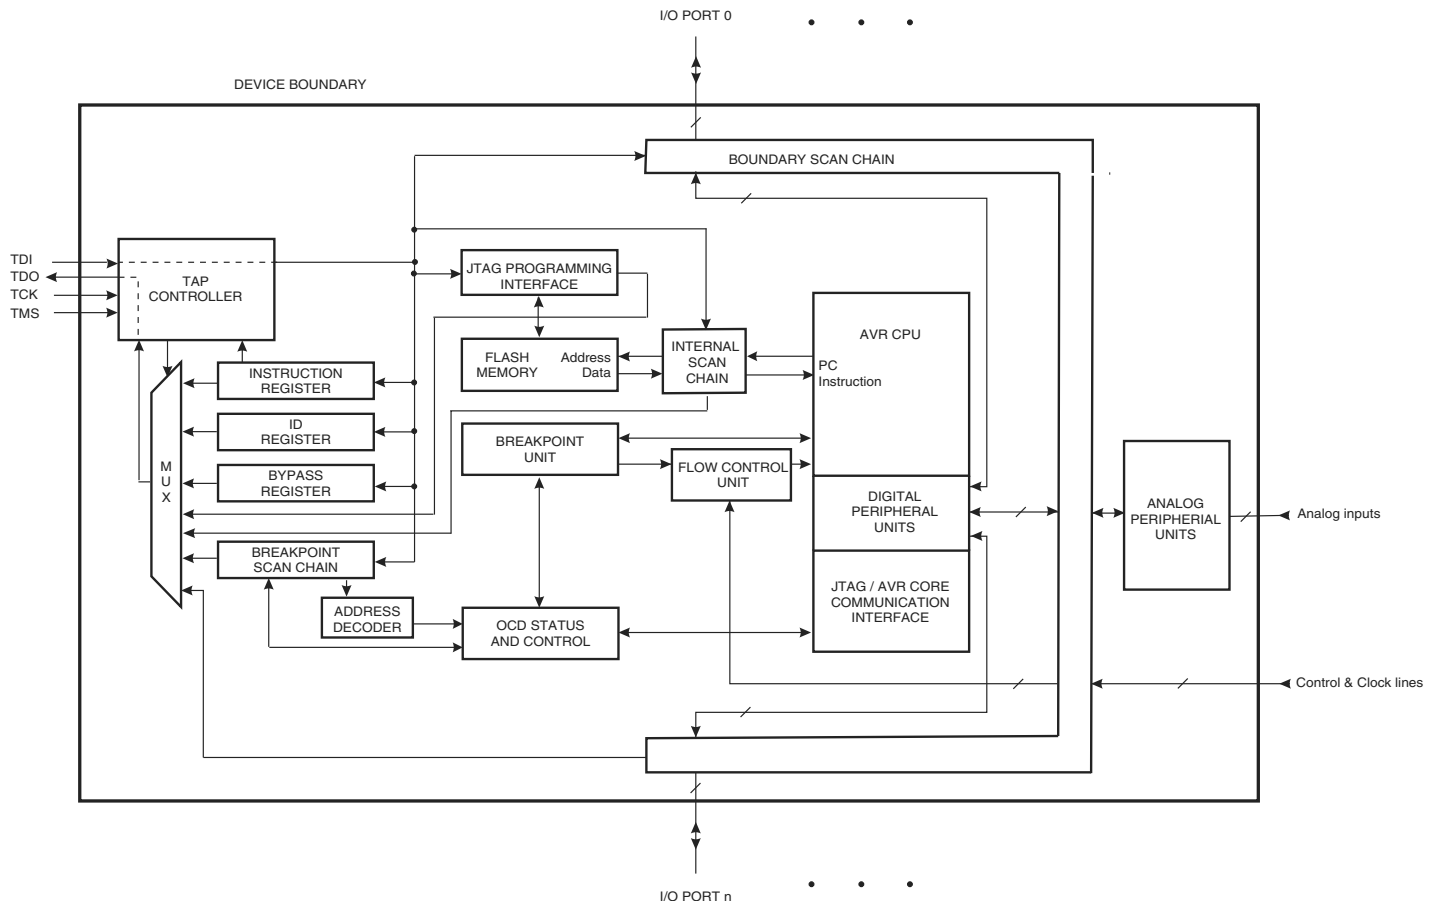 I/O PORT 0
DEVICE BOUNDARY
BOUNDARY SCAN CHAIN
TDI
TDO
TCK
TMS
TAP
CONTROLLER
JTAG PROGRAMMING
INTERFACE
AVR CPU
FLASH
MEMORY
Address
Data
INTERNAL
SCAN
CHAIN
PC
Instruction
INSTRUCTION
REGISTER
ID
REGISTER
M
U
X
BYPASS
REGISTER
BREAKPOINT
UNIT
FLOW CONTROL
UNIT
DIGITAL
PERIPHERAL
UNITS
ANALOG
PERIPHERIAL
UNITS
Analog inputs
BREAKPOINT
SCAN CHAIN
ADDRESS
DECODER
OCD STATUS
AND CONTROL
JTAG / AVR CORE
COMMUNICATION
INTERFACE
Control & Clock lines
I/O PORT n